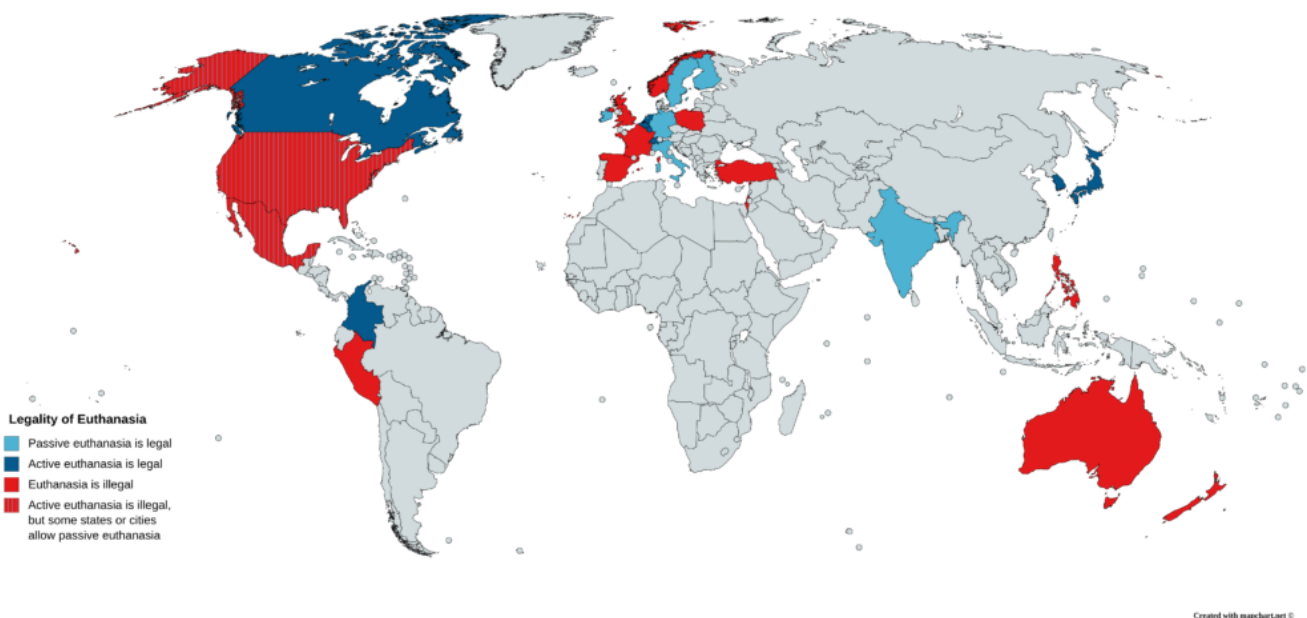 Legality of Euthanasia
Passive euthanasia is legal
Active euthanasia is legal
Euthanasia is illegal
Active euthanasia is illegal,
but some states or cities
allow passive euthanasia
Created with mapchart.net ©